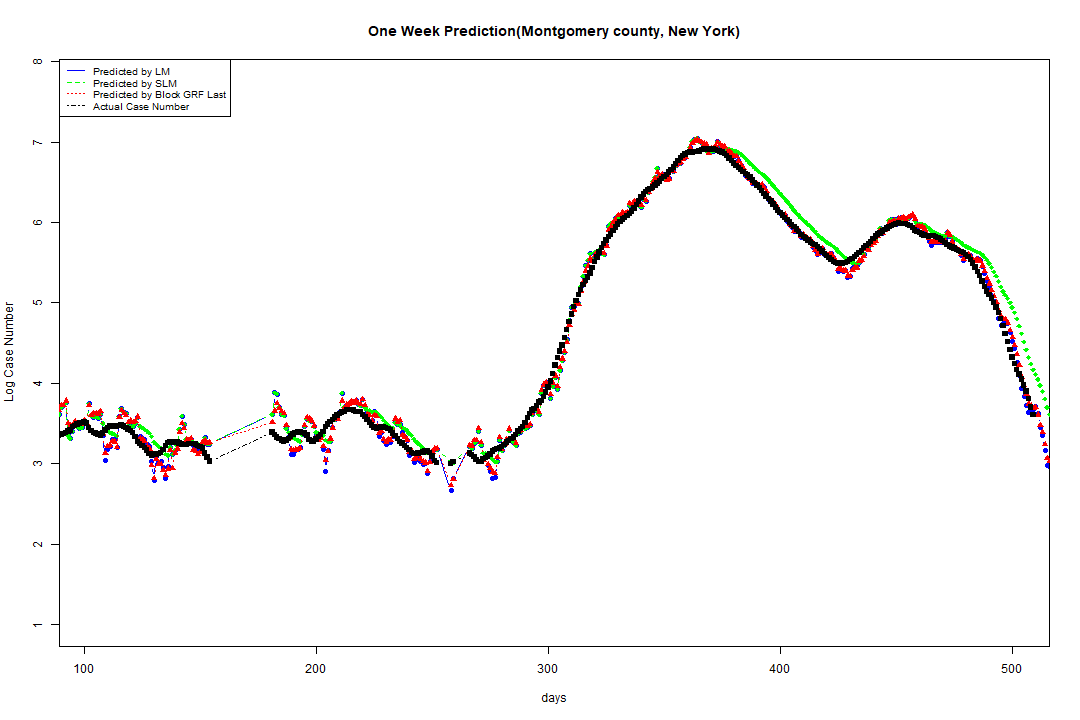 One Week Prediction(Montgomery county, New York)
Predicted by LM
Predicted by SLM
Predicted by Block GRF Last
Actual Case Number
8
7
6
5
4
3
2
1
Log Case Number
100 200 300 400 500
days